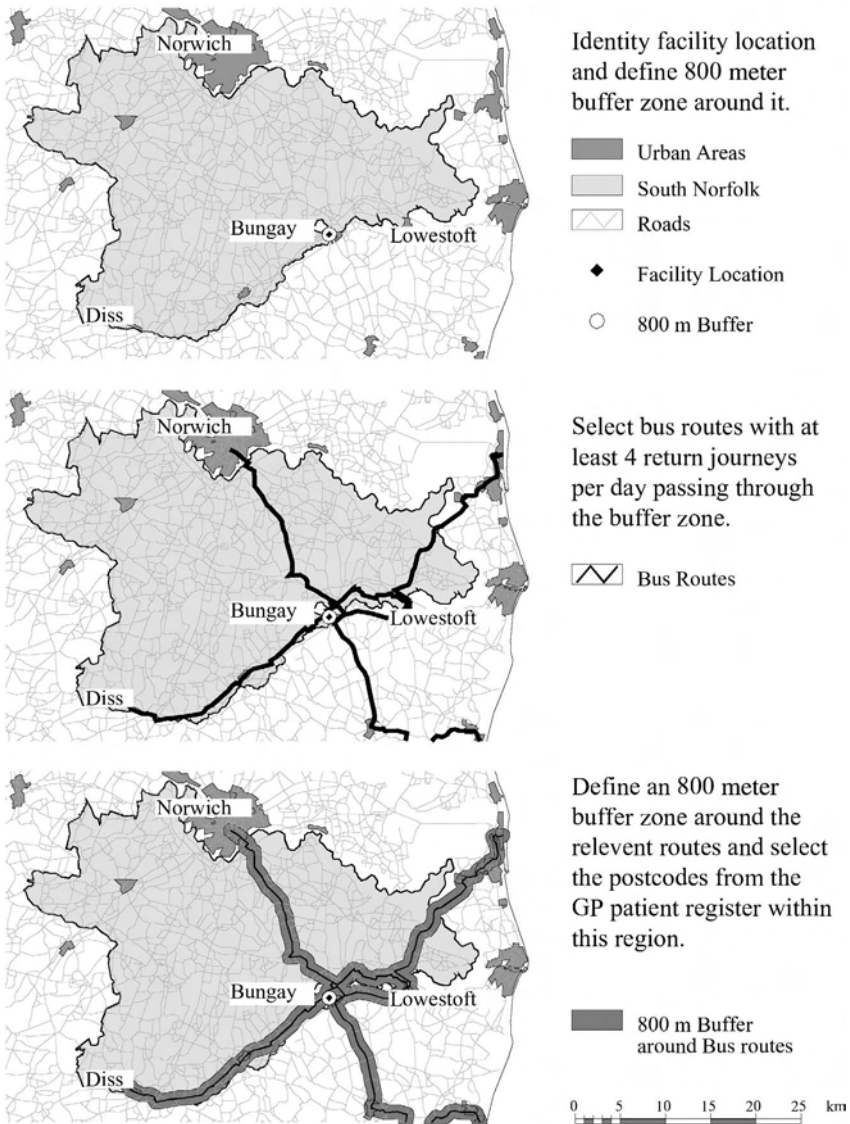 Norwich
Bungay
Lowestoft
Diss
Identity facility location
and define 800 meter
buffer zone around it.
Urban Areas
South Norfolk
Roads
Facility Location
800 m Buffer
Norwich
Bungay
Lowestoft
Diss
Select bus routes with at
least 4 return journeys
per day passing through
the buffer zone.
Bus Routes
Norwich
Bungay
Lowestoft
Diss
Define an 800 meter
buffer zone around the
relevent routes and select
the postcodes from the
GP patient register within
this region.
800 m Buffer
around Bus routes
0 5 10 15 20 25 km